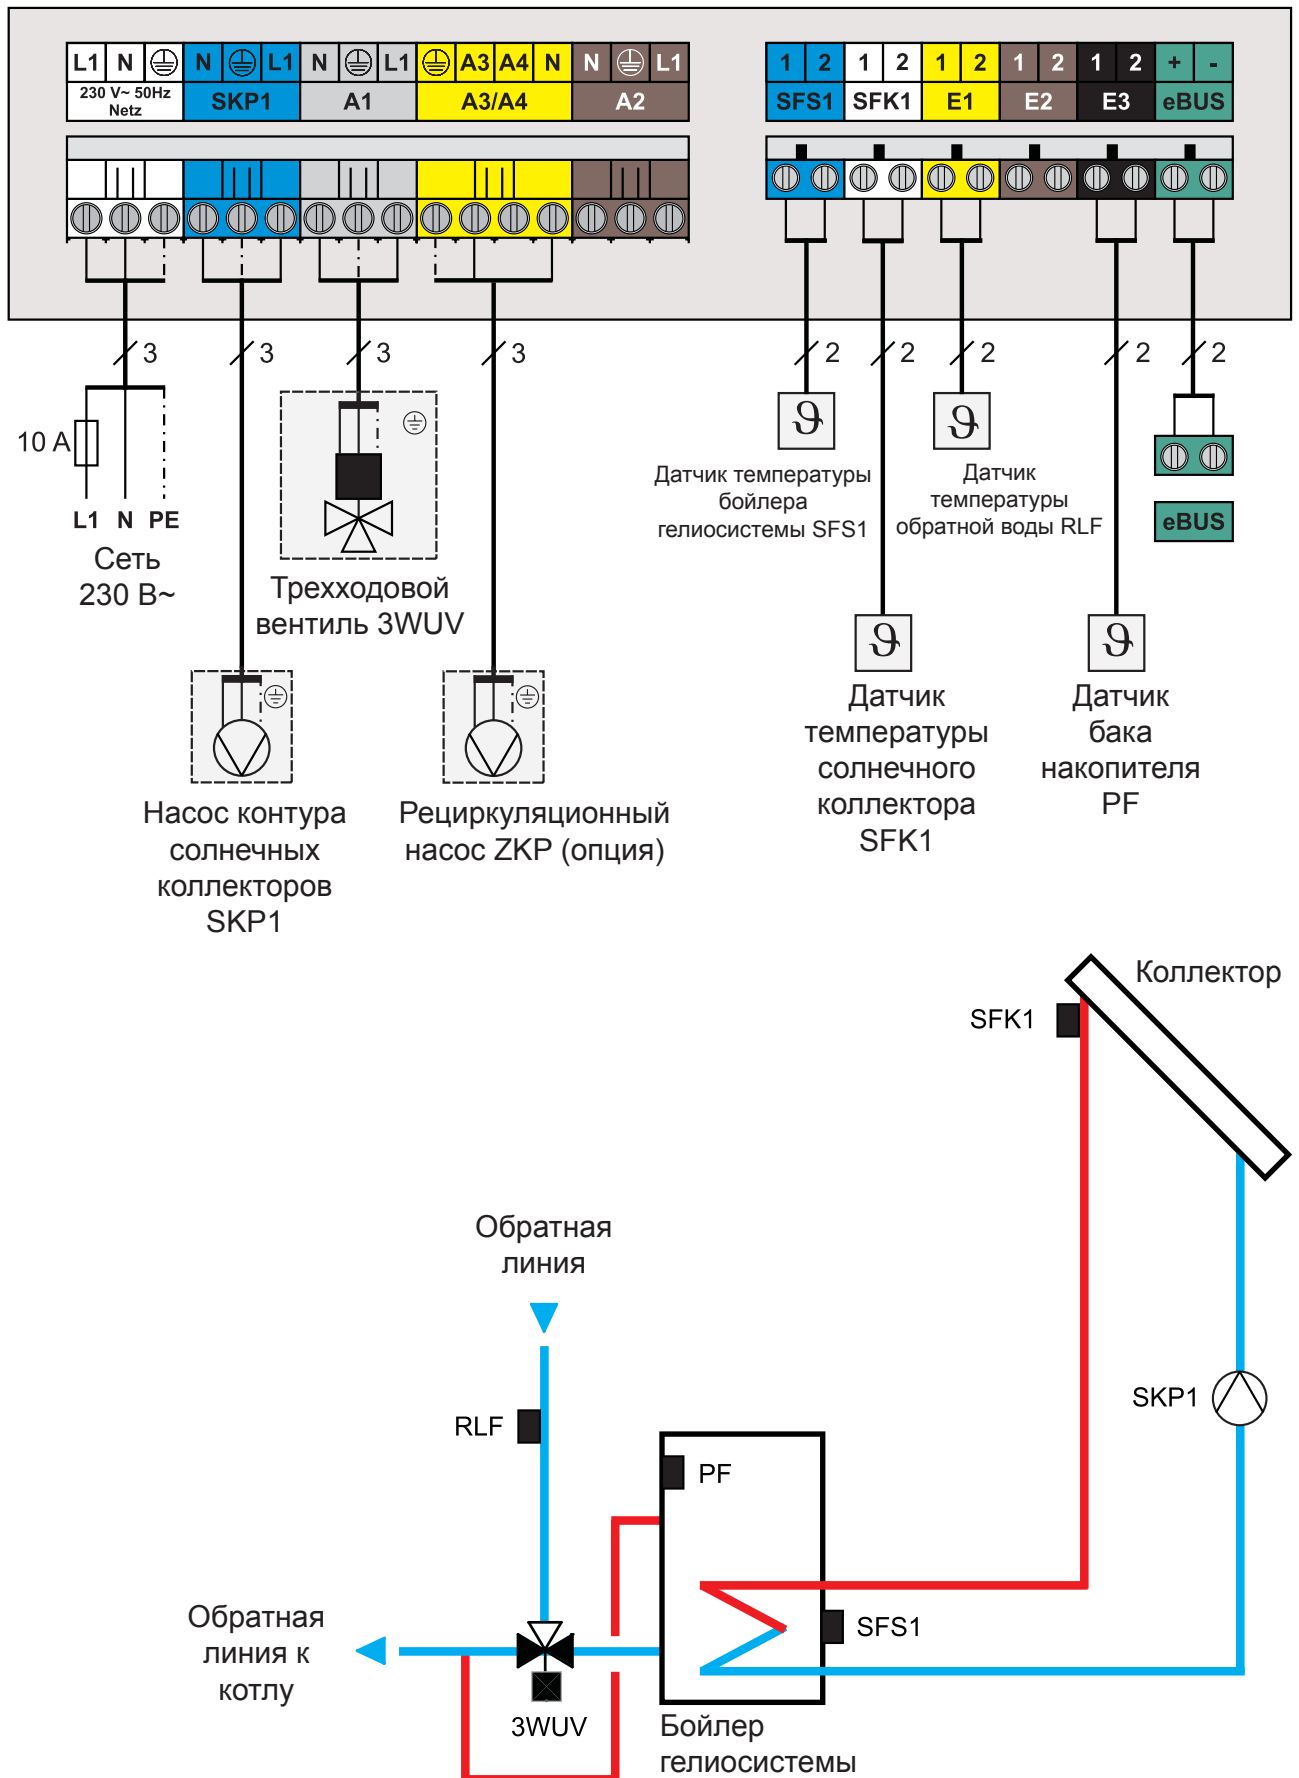 L1 N N L1 N L1 A3 A4 N N L1
230 V~ 50Hz
Netz
SKP1 A1 A3/A4 A2
1 2 1 2 1 2 1 2 1 2 + -
SFS1 SFK1 E1 E2 E3 eBUS
3 3 3 3 2 2 2 2 2
10 A
L1 N PE
Сеть
230 В~
Трехходовой
вентиль 3WUV
Насос контура
солнечных
коллекторов
SKP1
Рециркуляционный
насос ZKP (опция)
ϑ
Датчик температуры
бойлера
гелиосистемы SFS1
ϑ
Датчик
температуры
обратной воды RLF
eBUS
ϑ
Датчик
температуры
солнечного
коллектора
SFK1
ϑ
Датчик
бака
накопителя
PF
Коллектор
SFK1
Обратная
линия
SKP1
RLF
PF
SFS1
Обратная
линия к
котлу
3WUV
Бойлер
гелиосистемы